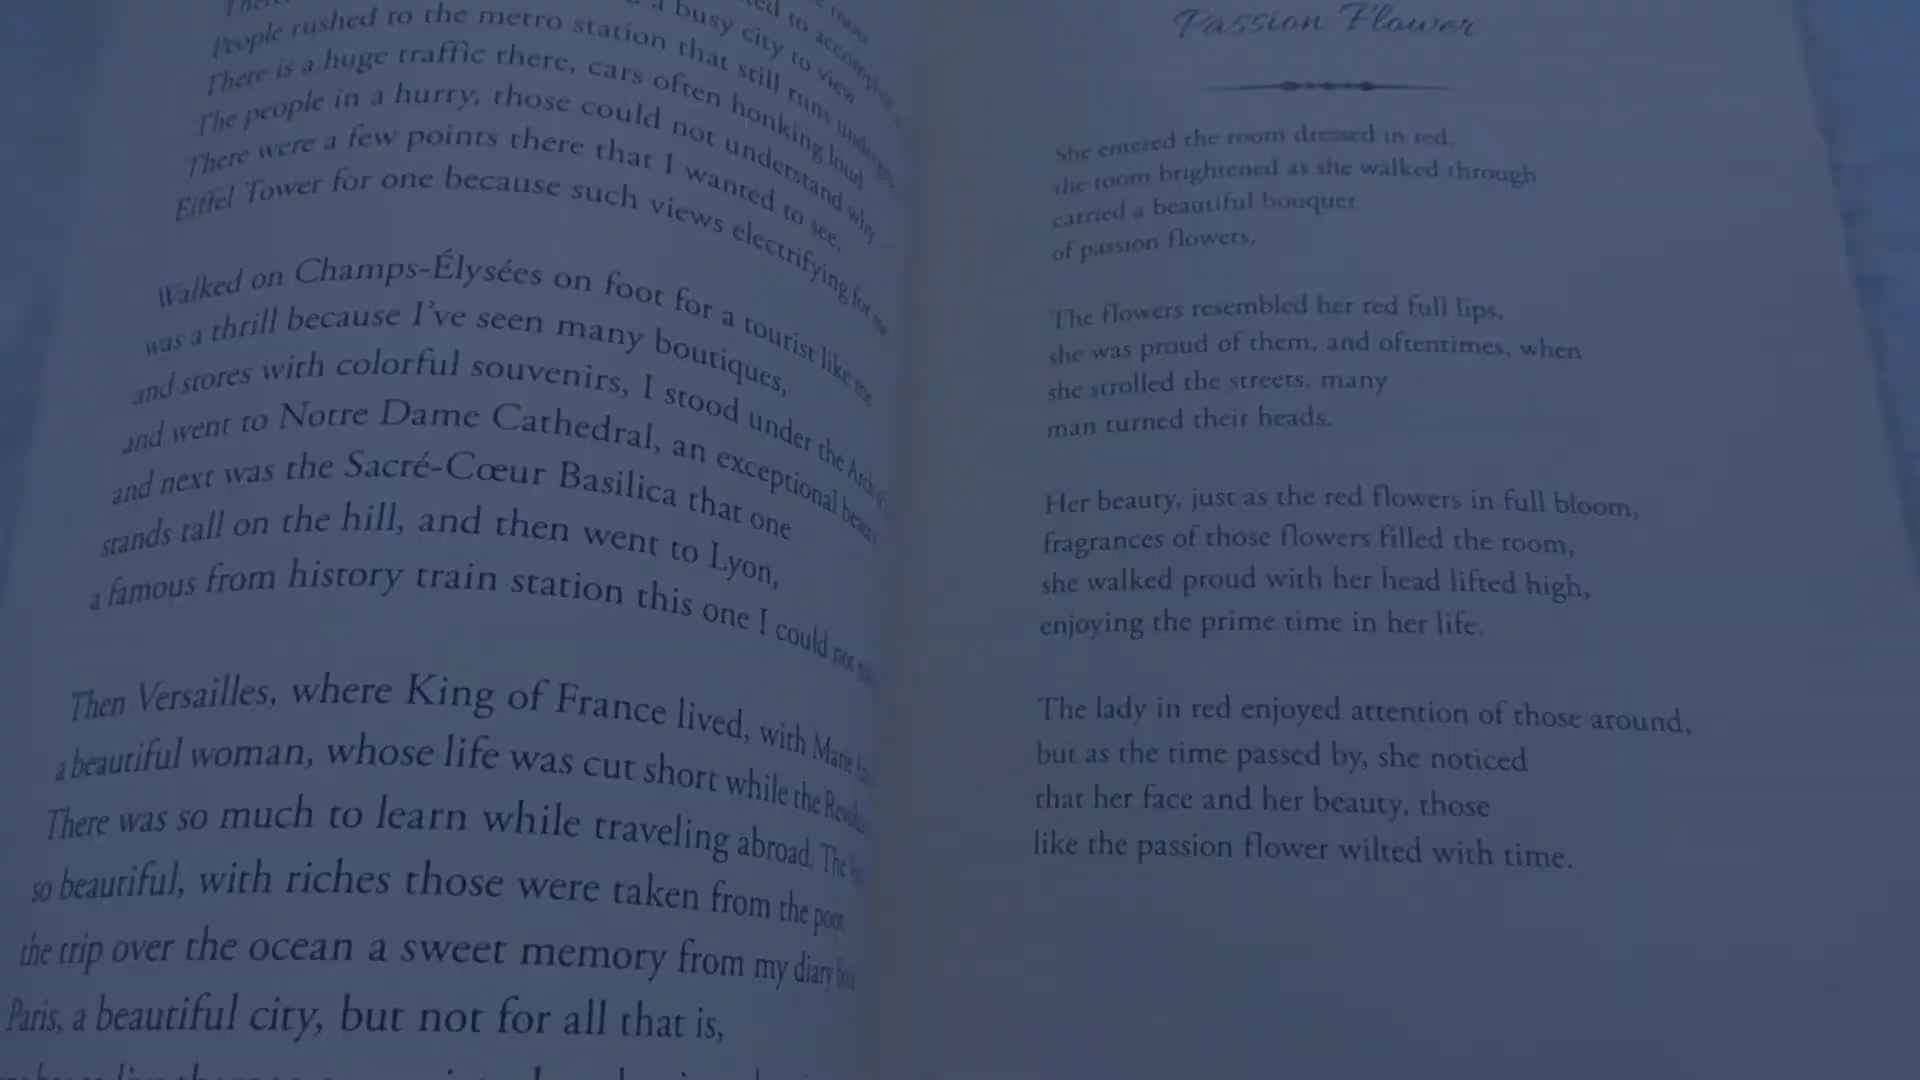 a busy city to view
People rushed to the metro station that still runs
There is a huge traffic there, cars often honking loud
The people in a hurry, those could not understand why
There were a few points there that I wanted to see,
Eiffel Tower for one because such views electrifying for me
Walked on Champs-Élysées on foot for a tourist like me
was a thrill because I've seen many boutiques,
and stores with colorful souvenirs, I stood under the
and went to Notre Dame Cathedral, an exceptional
and next was the Sacré-Cœur Basilica that one
stands tall on the hill, and then went to Lyon,
a famous from history train station this one I could not
Then Versailles, where King of France lived, with
a beautiful woman, whose life was cut short while the
There was so much to learn while traveling abroad. The
so beautiful, with riches those were taken from the poor.
the trip over the ocean a sweet memory from my diary
Paris, a beautiful city, but not for all that is,
Passion Flower
She entered the room dressed in red,
the room brightened as she walked through
carried a beautiful bouquet
of passion flowers.
The flowers resembled her red full lips,
she was proud of them, and oftentimes, when
she strolled the streets, many
man turned their heads.
Her beauty, just as the red flowers in full bloom,
fragrances of those flowers filled the room,
she walked proud with her head lifted high,
enjoying the prime time in her life.
The lady in red enjoyed attention of those around,
but as the time passed by, she noticed
that her face and her beauty, those
like the passion flower wilted with time.